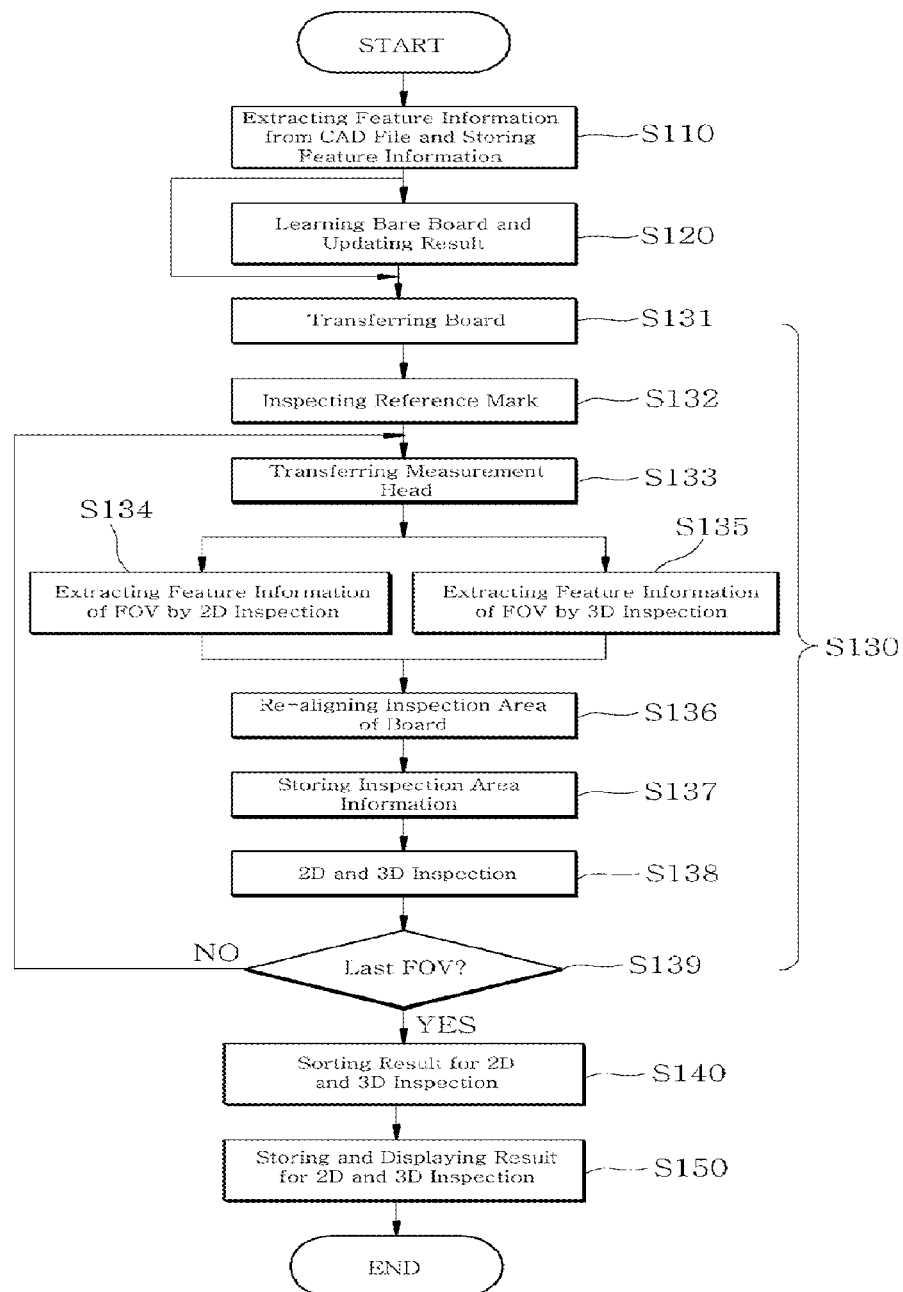 START
Extracting Feature Information
from CAD File and Storing
Feature Information
S110
Learning Bare Board and
Updating Result
S120
Transferring Board
S131
Inspecting Reference Mark
S132
Transferring Measurement
Head
S133
S134
S135
Extracting Feature Information
of FOV by 2D Inspection
Extracting Feature Information
of FOV by 3D Inspection
S130
Re-aligning Inspection Area
of Board
S136
Storing Inspection Area
Information
S137
2D and 3D Inspection
S138
NO
Last FOV?
S139
YES
Sorting Result for 2D
and 3D Inspection
S140
Storing and Displaying Result
for 2D and 3D Inspection
S150
END